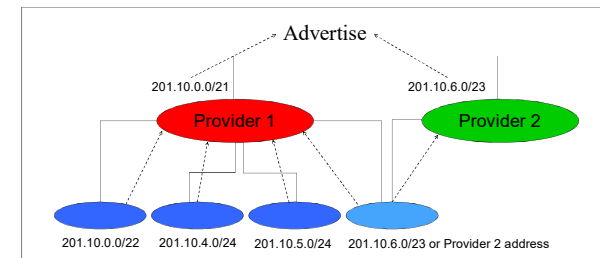 Advertise
201.10.0.0/21
201.10.6.0/23
Provider 1
Provider 2
201.10.0.0/22
201.10.4.0/24
201.10.5.0/24
201.10.6.0/23 or Provider 2 address